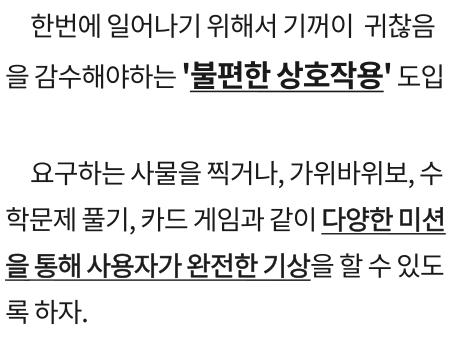 한번에 일어나기 위해서 기꺼이 귀찮음
을 감수해야하는 '불편한 상호작용' 도입
요구하는 사물을 찍거나, 가위바위보, 수
학문제 풀기, 카드 게임과 같이 다양한 미션
을 통해 사용자가 완전한 기상을 할 수 있도
록 하자.